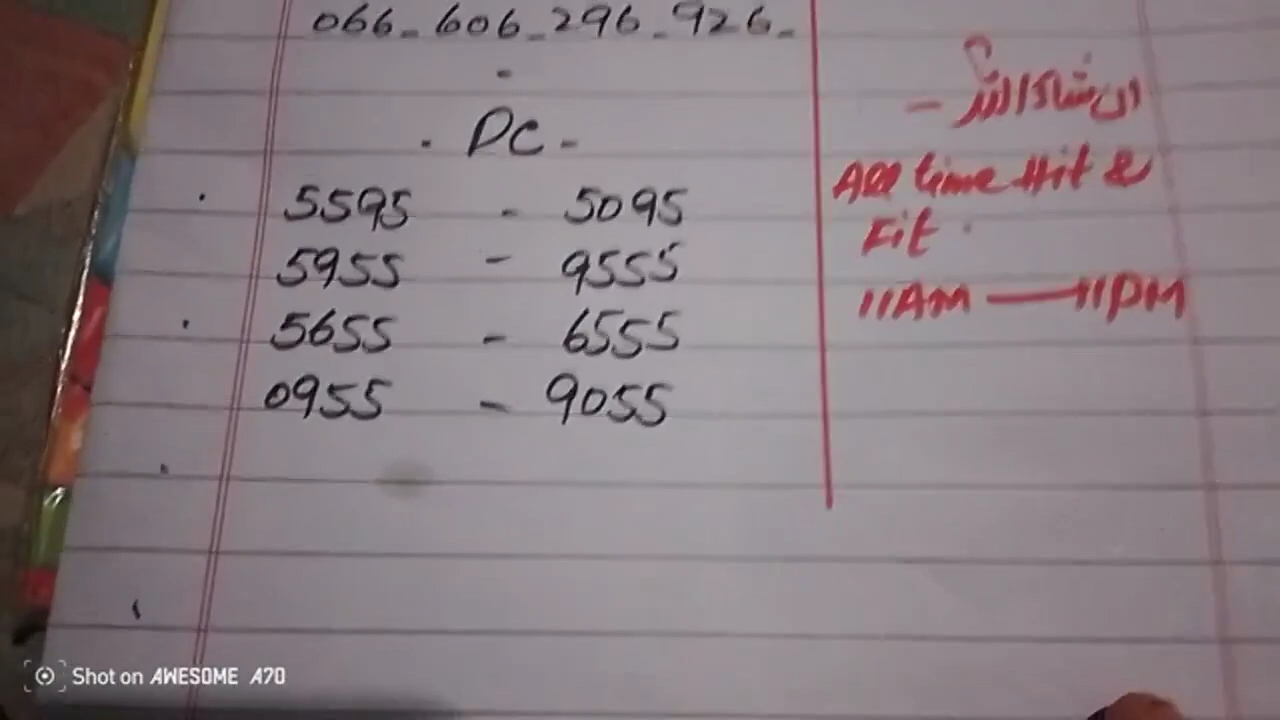 066_606_296_926_
. PC -
5595 - 5095
5955 - 9555
5655 - 6555
0955 - 9055
ان شاءاللہ -
All time Hit &
Fit
11AM — 11PM
Shot on AWESOME A70